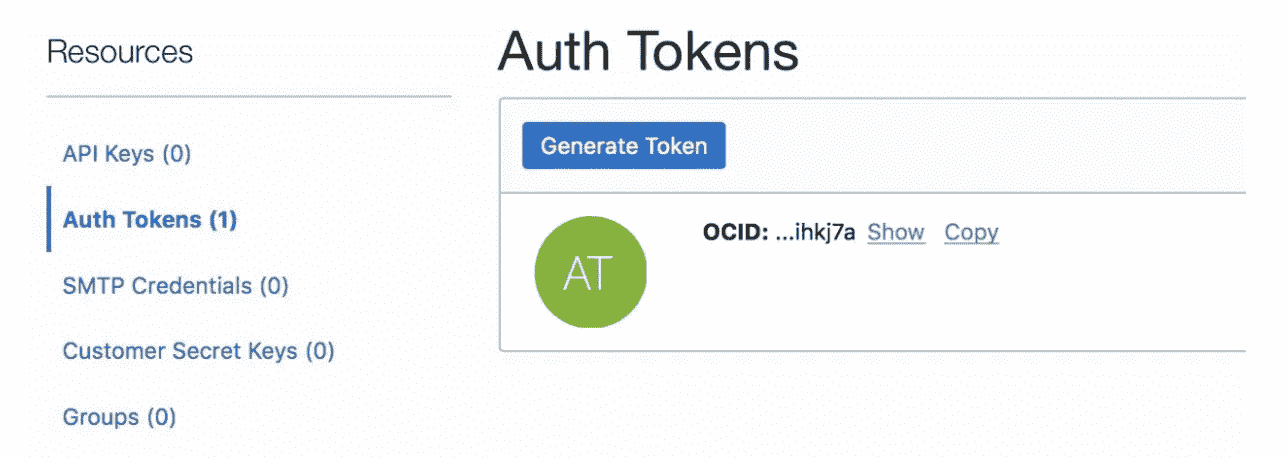 Resources
API Keys (0)
Auth Tokens (1)
SMTP Credentials (0)
Customer Secret Keys (0)
Groups (0)
Auth Tokens
Generate Token
AT
OCID: ...ihkj7a Show Copy